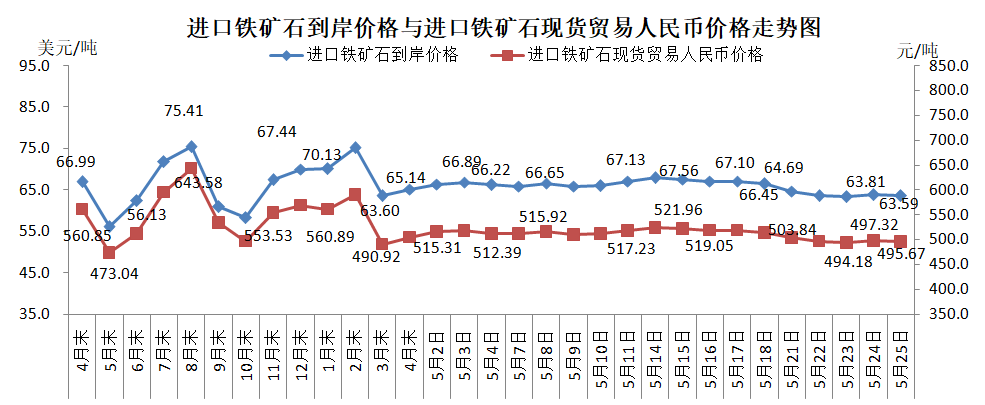 进口铁矿石到岸价格与进口铁矿石现货贸易人民币价格走势图
美元/吨
元/吨
进口铁矿石到岸价格
进口铁矿石现货贸易人民币价格
95.0
85.0
75.0
65.0
55.0
45.0
35.0
850.0
800.0
750.0
700.0
650.0
600.0
550.0
500.0
450.0
400.0
350.0
66.99
56.13
75.41
67.44
70.13
63.60
65.14
66.89
66.22
66.65
67.13
67.56
67.10
66.45
64.69
63.81
63.59
560.85
473.04
643.58
553.53
560.89
490.92
515.31
512.39
515.92
517.23
521.96
519.05
503.84
494.18
497.32
495.67
4月末
5月末
6月末
7月末
8月末
9月末
10月末
11月末
12月末
1月末
2月末
3月末
4月末
5月2日
5月3日
5月4日
5月7日
5月8日
5月9日
5月10日
5月11日
5月14日
5月15日
5月16日
5月17日
5月18日
5月21日
5月22日
5月23日
5月24日
5月25日